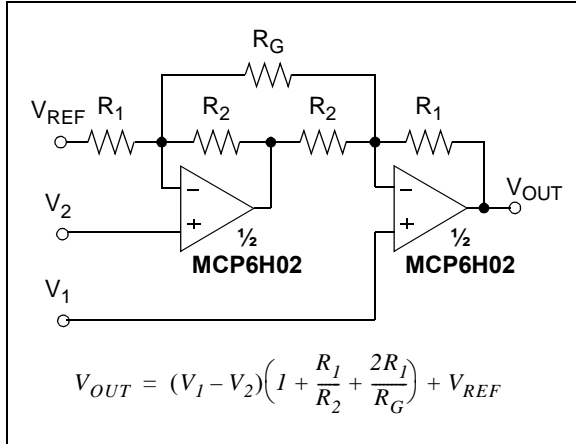 R_G
V_REF R_1 R_2 R_2 R_1
−
+
−
+
V_OUT
V_2
½
MCP6H02
½
MCP6H02
V_1
V_OUT = (V_1 − V_2)(1 + R_1/R_2 + 2R_1/R_G) + V_REF